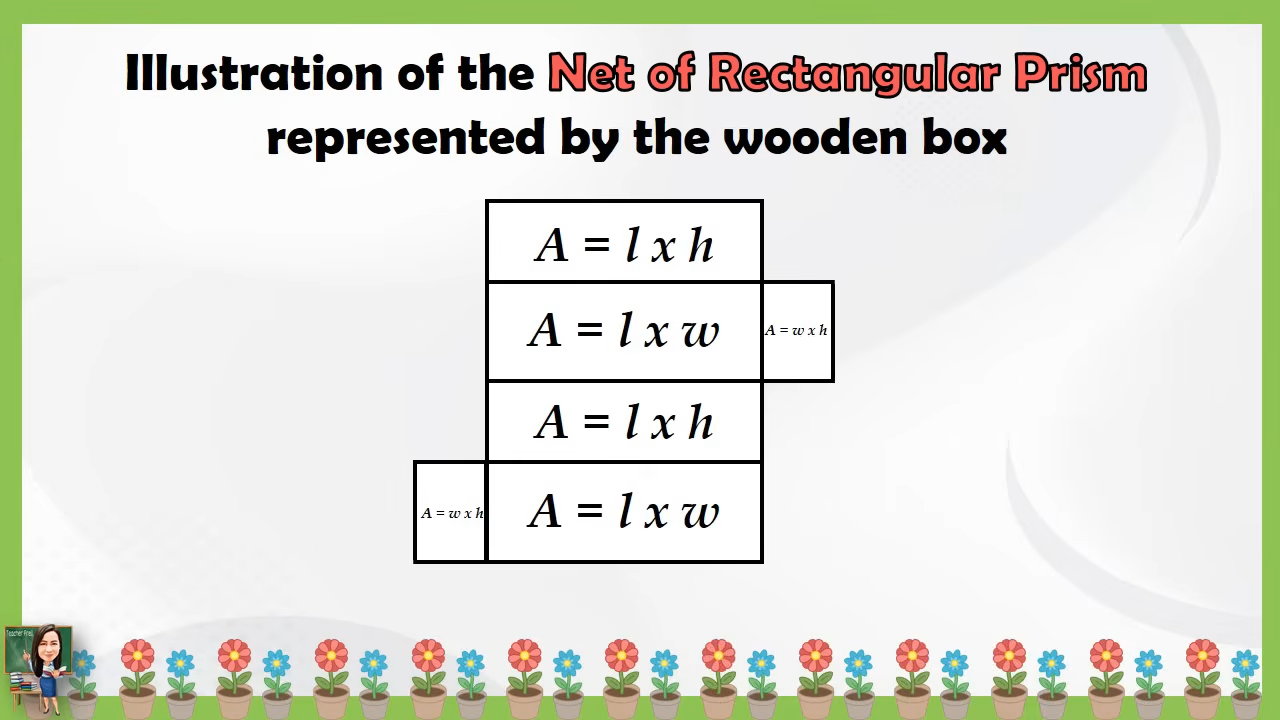 Illustration of the Net of Rectangular Prism
represented by the wooden box
A = l x h
A = l x w
A = w x h
A = l x h
A = w x h
A = l x w